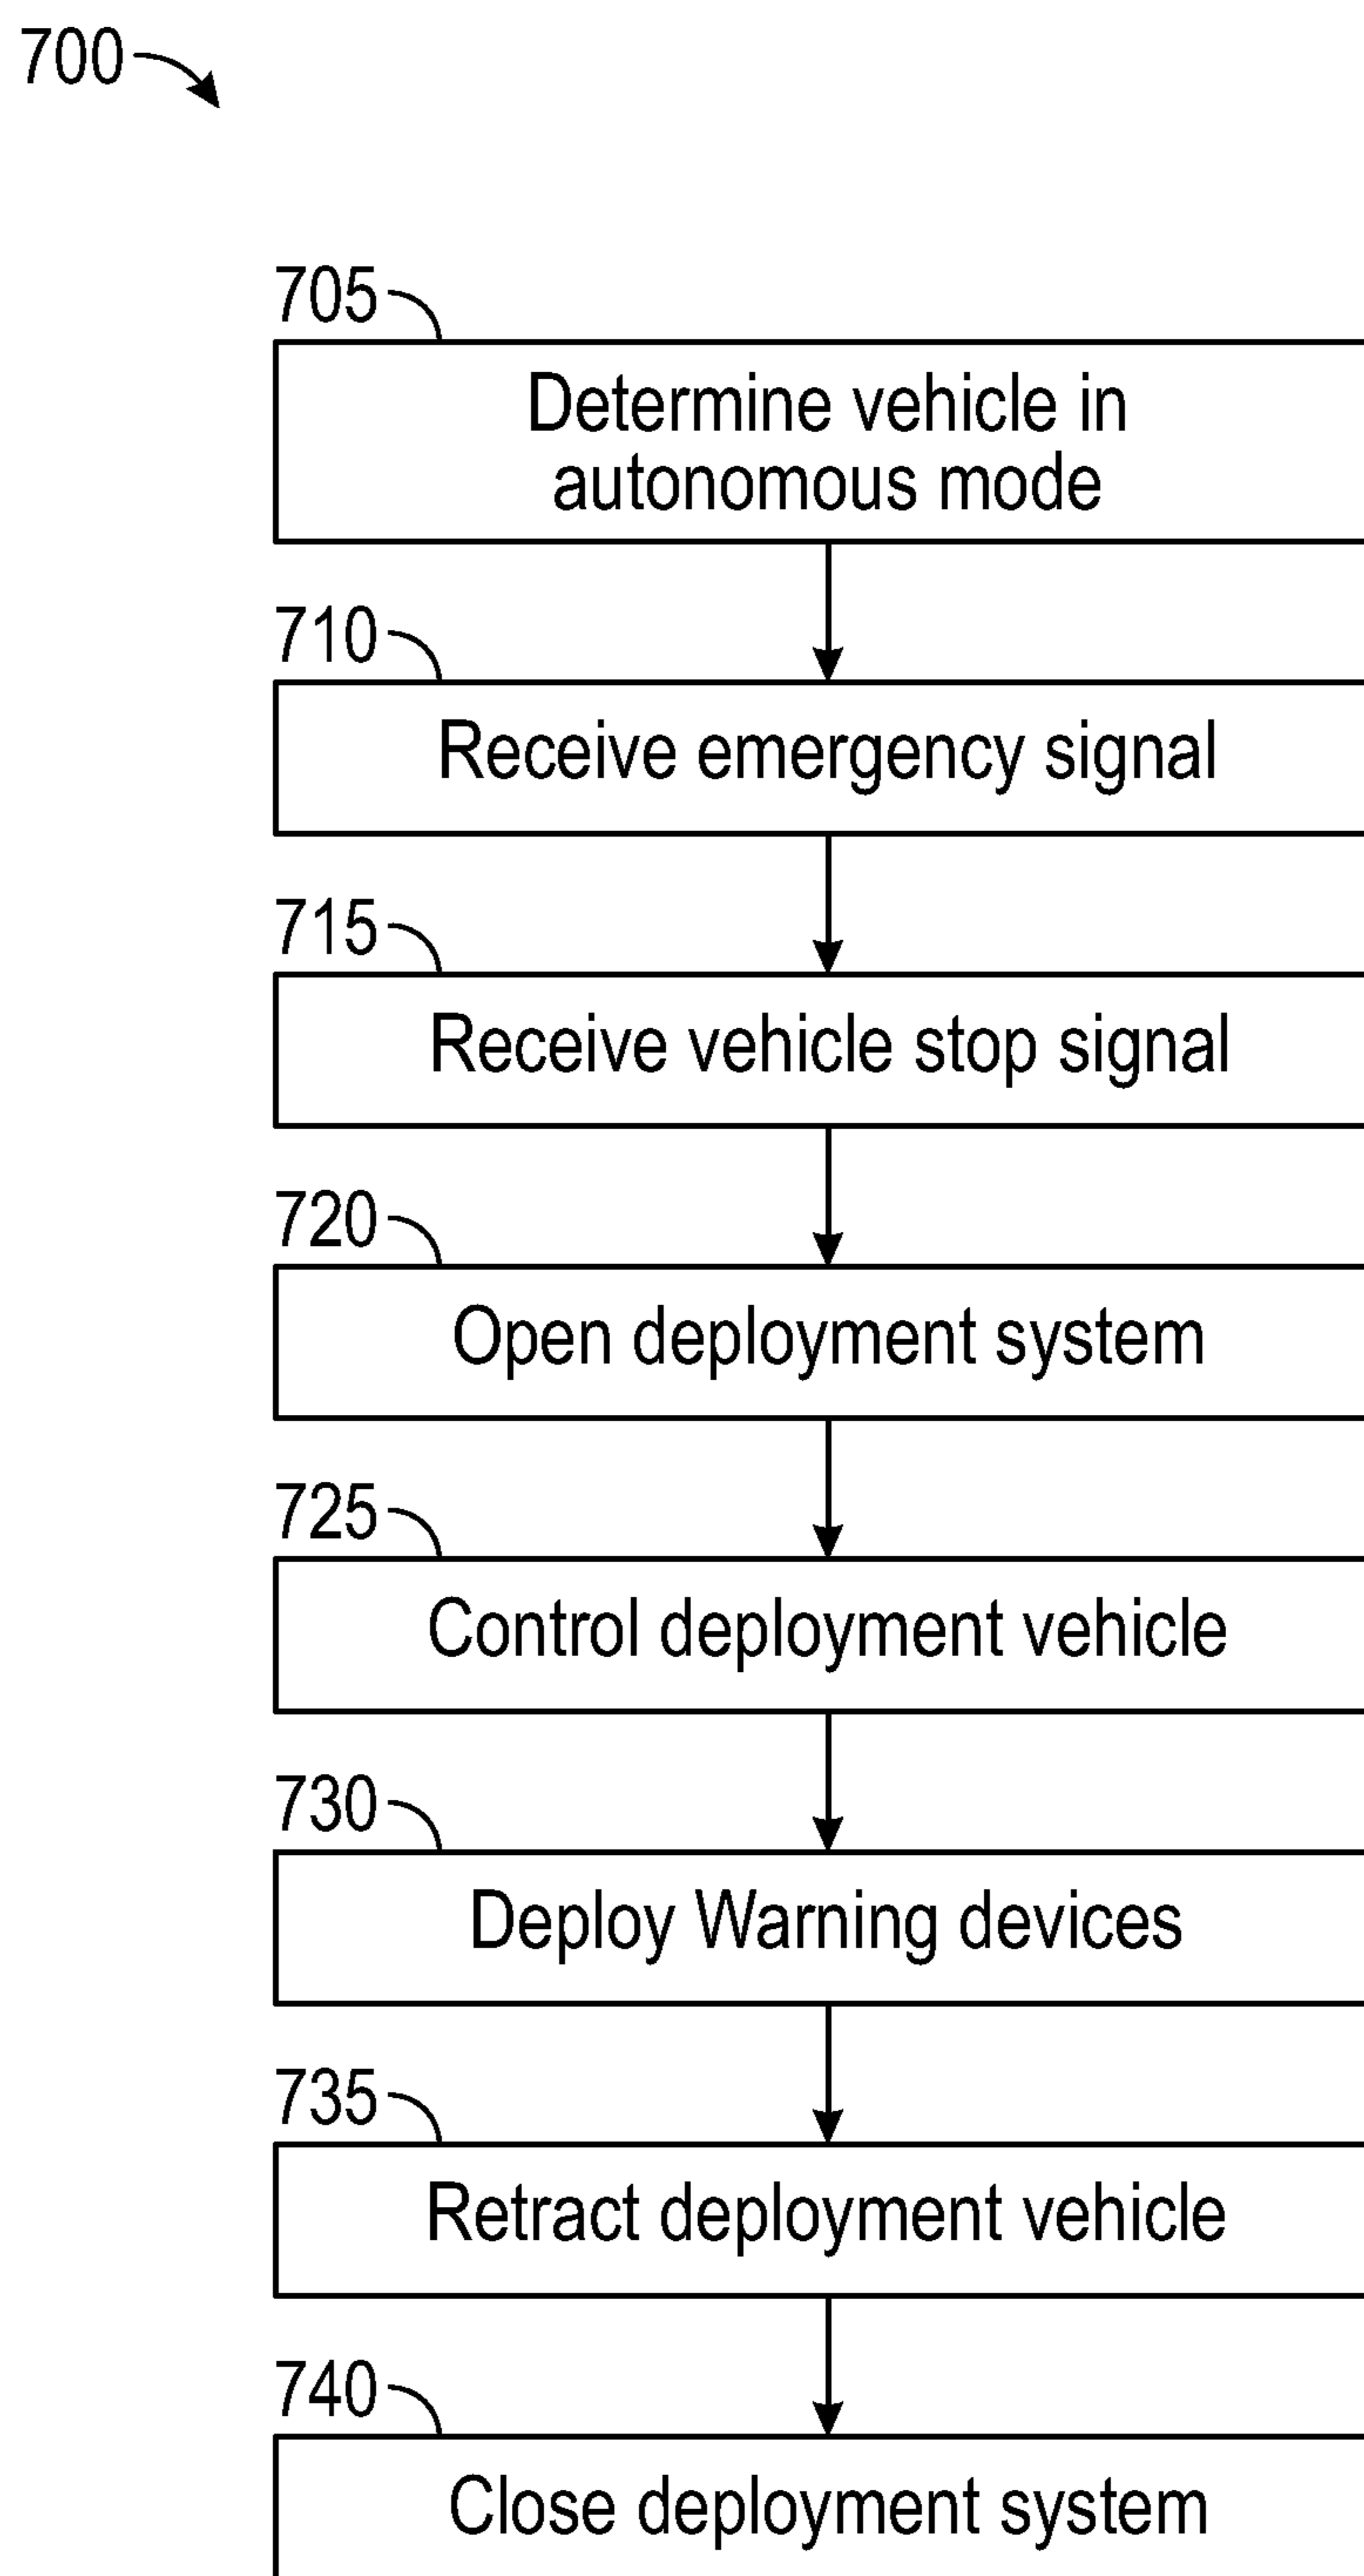 700
705
Determine vehicle in
autonomous mode
710
Receive emergency signal
715
Receive vehicle stop signal
720
Open deployment system
725
Control deployment vehicle
730
Deploy Warning devices
735
Retract deployment vehicle
740
Close deployment system